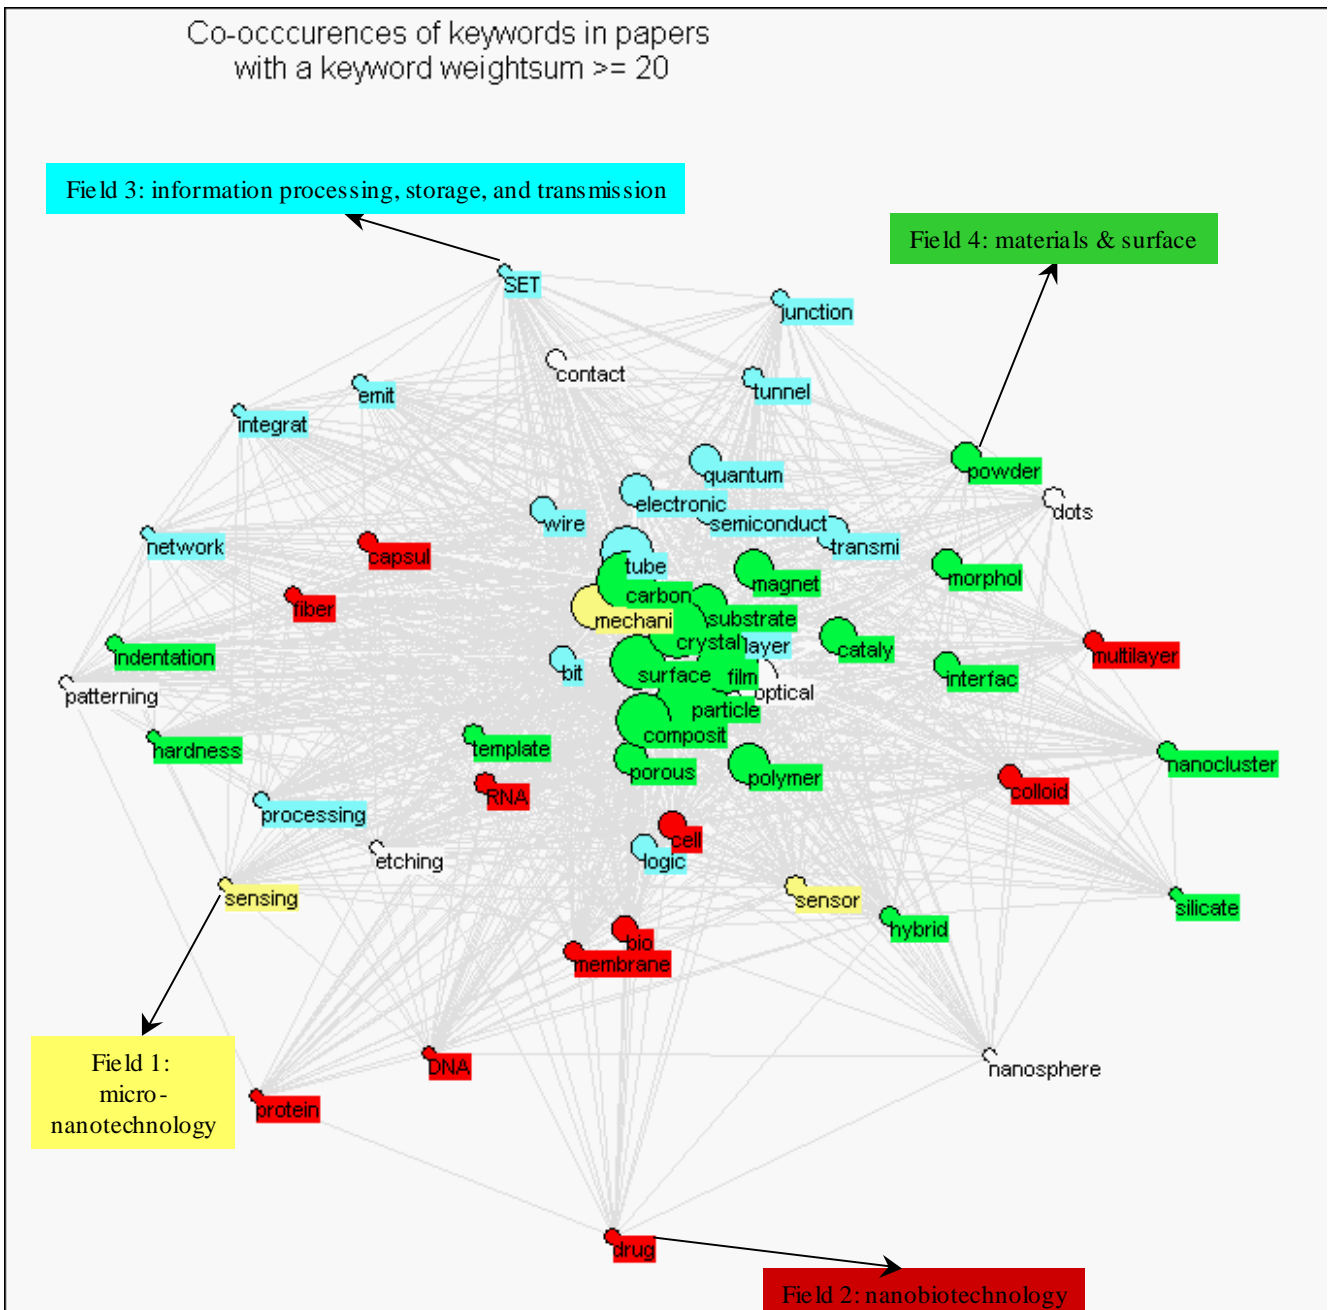 Co-occcurences of keywords in papers
with a keyword weightsum >= 20
Field 3: information processing, storage, and transmission
Field 4: materials & surface
SET
junction
contact
tunnel
emit
integrat
quantum
powder
electronic
dots
wire
semiconduct
network
transmi
capsul
tube
magnet
morphol
carbon
fiber
substrate
mechani
crystal
layer
cataly
multilayer
indentation
bit
surface
film
interfac
patterning
optical
particle
composit
hardness
template
porous
polymer
nanocluster
RNA
colloid
processing
cell
etching
logic
sensing
sensor
silicate
hybrid
bio
membrane
Field 1:
micro-
nanotechnology
DNA
nanosphere
protein
drug
Field 2: nanobiotechnology